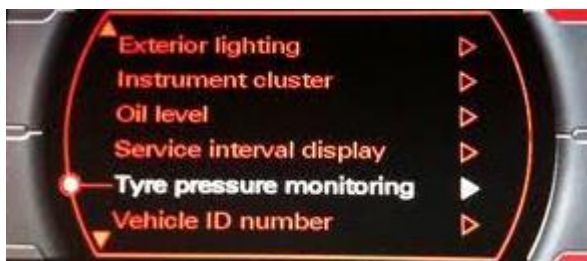 Exterior lighting
Instrument cluster
Oil level
Service interval display
Tyre pressure monitoring
Vehicle ID number